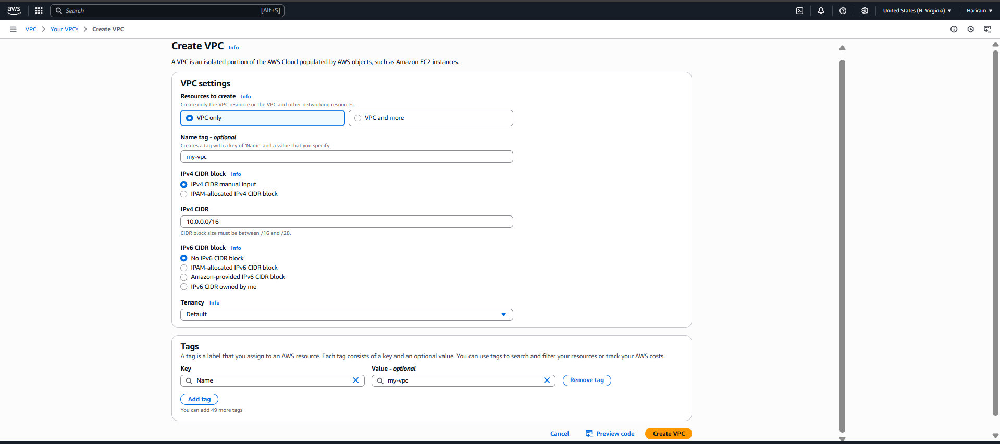 aws Search [Alt+S] United States (N. Virginia) Hariram
VPC Your VPCs Create VPC
Create VPC Info
A VPC is an isolated portion of the AWS Cloud populated by AWS objects, such as Amazon EC2 instances.
VPC settings
Resources to create Info
Create only the VPC resource or the VPC and other networking resources.
VPC only VPC and more
Name tag - optional
Creates a tag with a key of 'Name' and a value that you specify.
my-vpc
IPv4 CIDR block Info
IPv4 CIDR manual input
IPAM-allocated IPv4 CIDR block
IPv4 CIDR
10.0.0.0/16
CIDR block size must be between /16 and /28.
IPv6 CIDR block Info
No IPv6 CIDR block
IPAM-allocated IPv6 CIDR block
Amazon-provided IPv6 CIDR block
IPv6 CIDR owned by me
Tenancy Info
Default
Tags
A tag is a label that you assign to an AWS resource. Each tag consists of a key and an optional value. You can use tags to search and filter your resources or track your AWS costs.
Key Value - optional
Name my-vpc Remove tag
Add tag
You can add 49 more tags
Cancel Preview code Create VPC